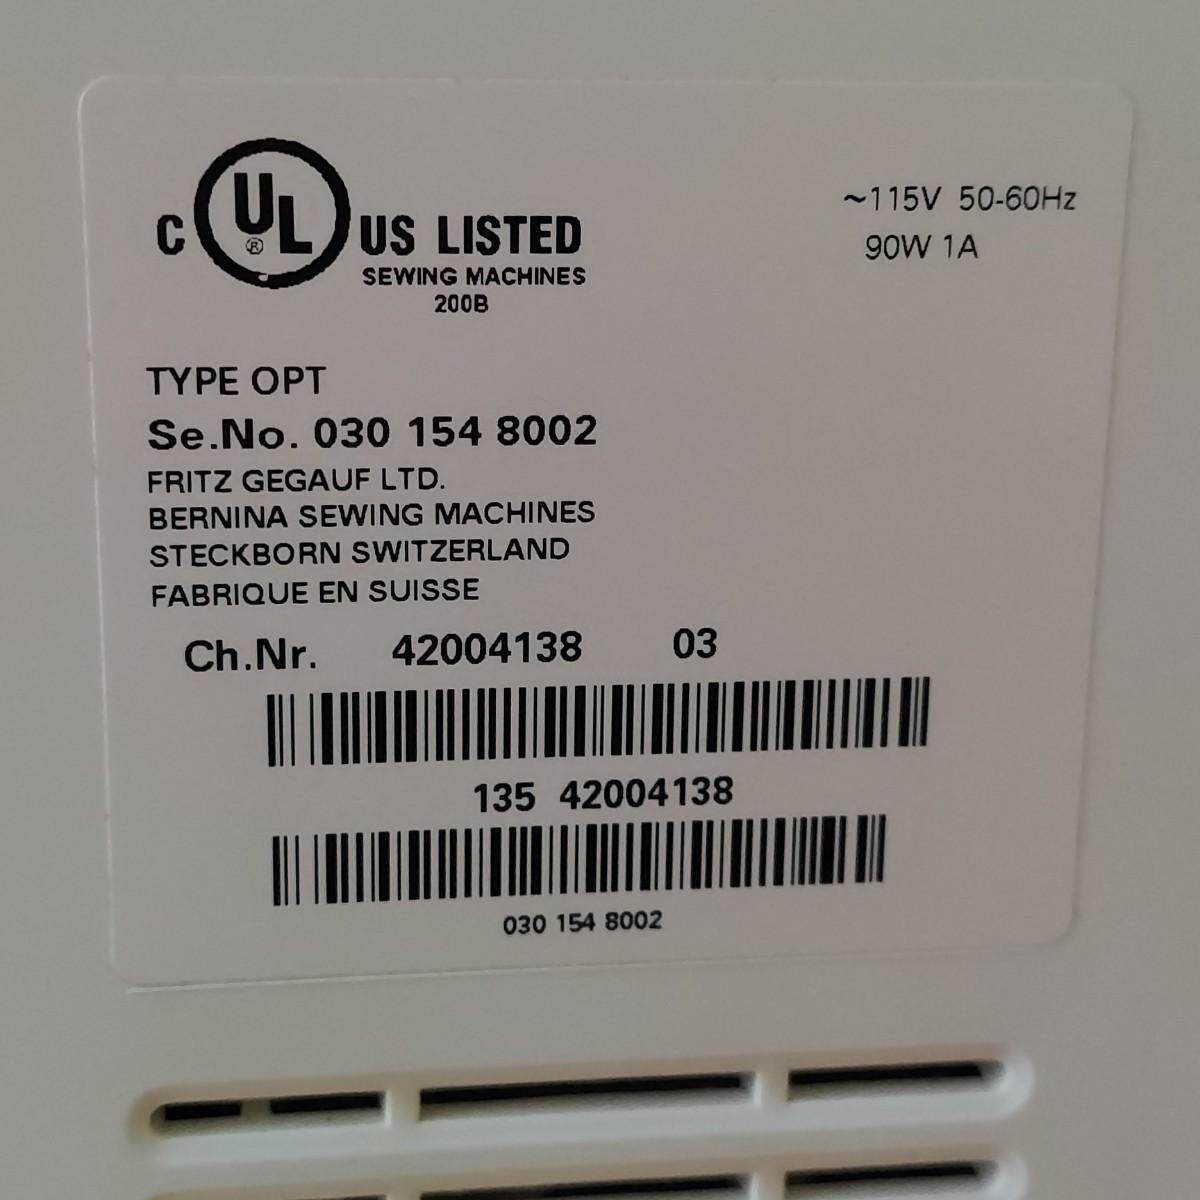 C UL ® US LISTED
SEWING MACHINES
200B
~115V 50-60Hz
90W 1A
TYPE OPT
Se.No. 030 154 8002
FRITZ GEGAUF LTD.
BERNINA SEWING MACHINES
STECKBORN SWITZERLAND
FABRIQUE EN SUISSE
Ch.Nr. 42004138 03
135 42004138
030 154 8002